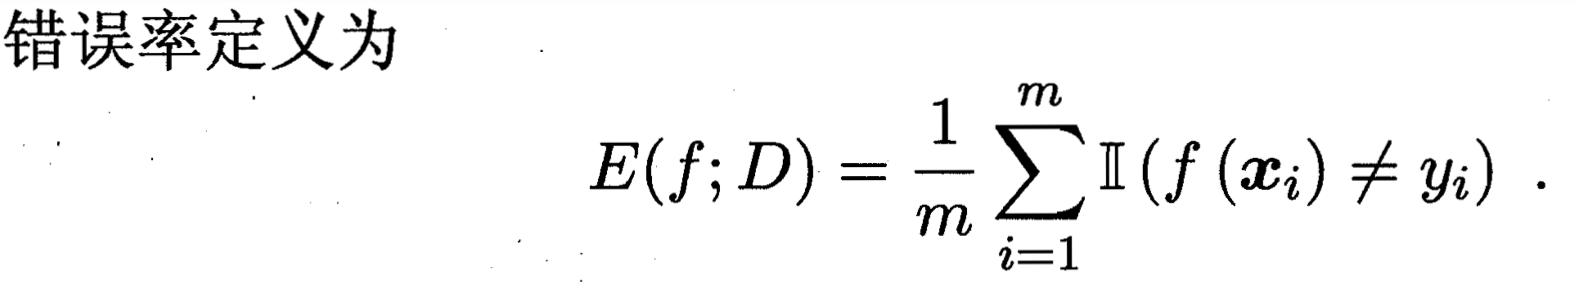 错误率定义为
E(f; D) = \frac{1}{m} \sum_{i=1}^{m} \mathbb{I}(f(\boldsymbol{x}_i) \neq y_i) .